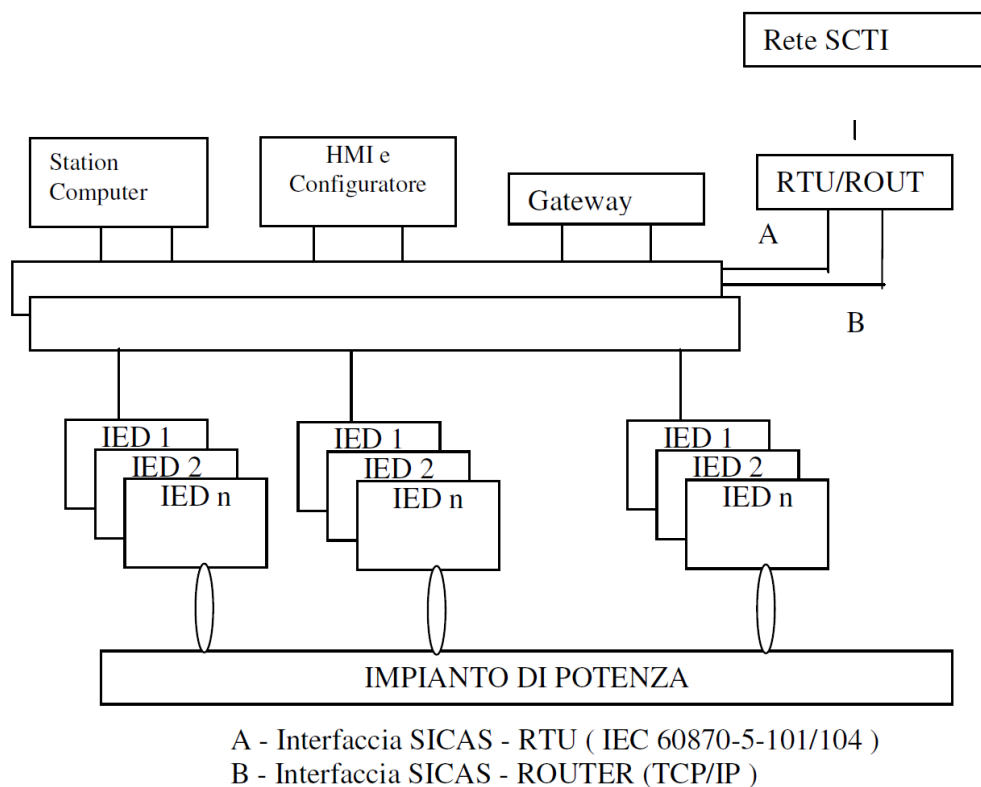 Rete SCTI
Station
Computer
HMI e
Configuratore
Gateway
RTU/ROUT
A
B
IED 1
IED 2
IED n
IED 1
IED 2
IED n
IED 1
IED 2
IED n
IMPIANTO DI POTENZA
A - Interfaccia SICAS - RTU ( IEC 60870-5-101/104 )
B - Interfaccia SICAS - ROUTER (TCP/IP )